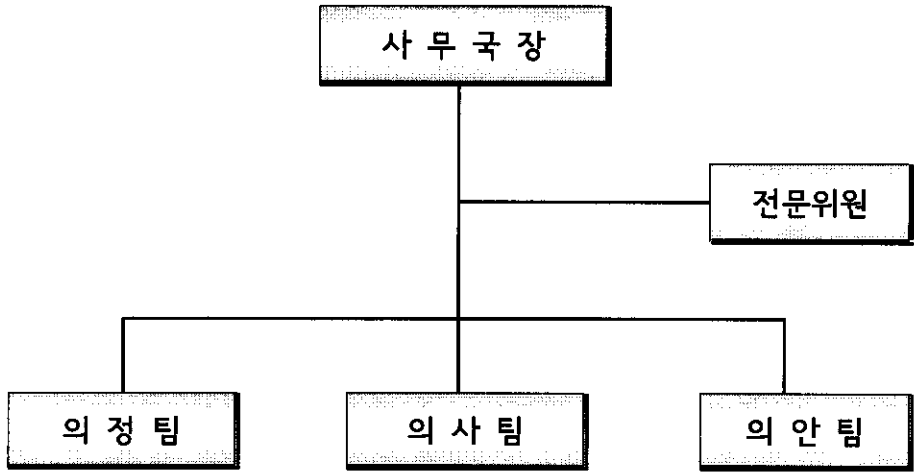 사 무 국 장
전문위원
의 정 팀
의 사 팀
의 안 팀